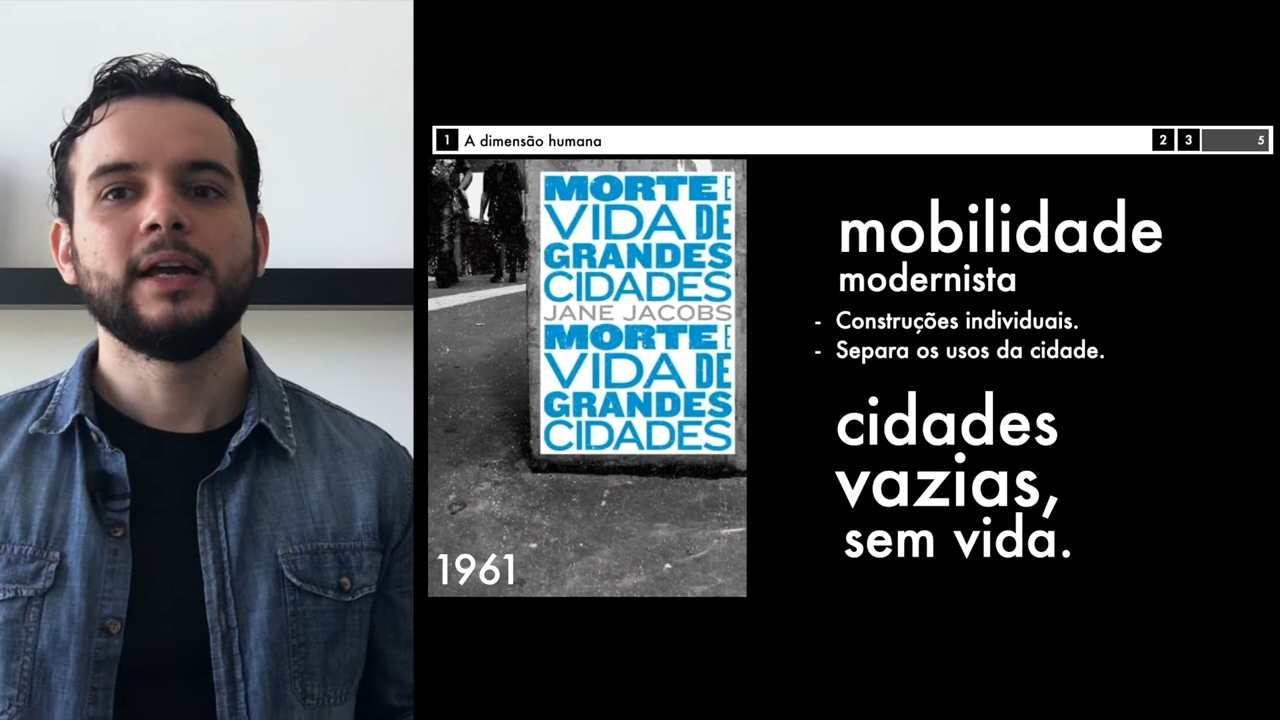 1 A dimensão humana 2 3 5
MORTE E
VIDA DE
GRANDES
CIDADES
JANE JACOBS
MORTE E
VIDA DE
GRANDES
CIDADES
1961
mobilidade
modernista
- Construções individuais.
- Separa os usos da cidade.
cidades
vazias,
sem vida.